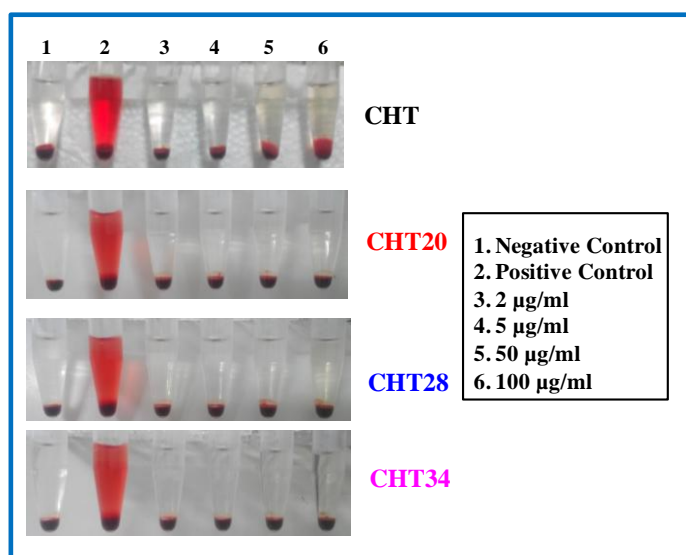 1 2 3 4 5 6
CHT
CHT20
1. Negative Control
2. Positive Control
3. 2 µg/ml
4. 5 µg/ml
5. 50 µg/ml
6. 100 µg/ml
CHT28
CHT34